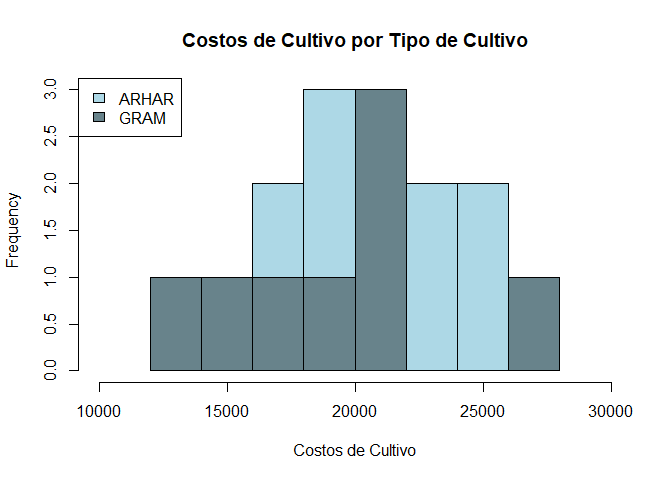 Costos de Cultivo por Tipo de Cultivo
ARHAR
GRAM
Frequency
3.0
2.5
2.0
1.5
1.0
0.5
0.0
10000 15000 20000 25000 30000
Costos de Cultivo